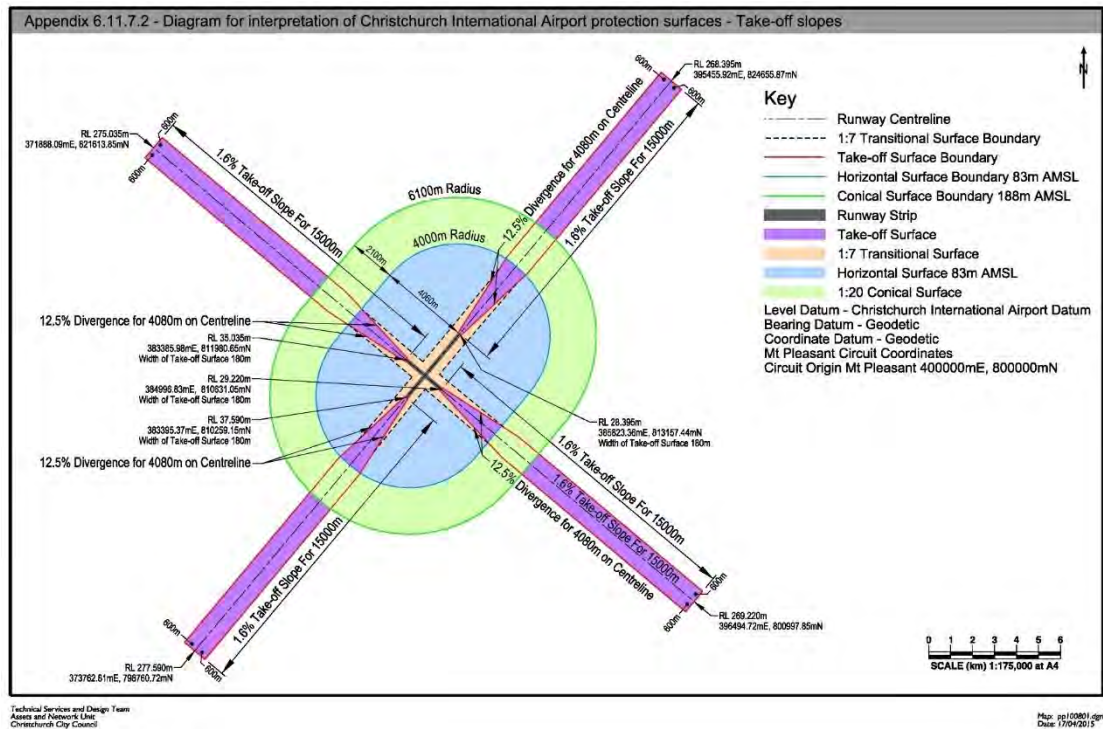 Appendix 6.11.7.2 - Diagram for interpretation of Christchurch International Airport protection surfaces - Take-off slopes
N
600m
RL 268.395m
395455.92mE, 824655.87mN
600m
RL 275.035m
371888.09mE, 821613.85mN
600m
600m
1.6% Take-off Slope For 15000m
12.5% Divergence for 4080m on Centreline
1.6% Take-off Slope For 15000m
6100m Radius
4000m Radius
2100m
4060m
12.5% Divergence for 4080m on Centreline
RL 35.035m
383385.98mE, 811980.65mN
Width of Take-off Surface 180m
RL 29.220m
384996.83mE, 810631.05mN
Width of Take-off Surface 180m
RL 37.590m
383395.37mE, 810259.15mN
Width of Take-off Surface 180m
12.5% Divergence for 4080m on Centreline
RL 28.395m
385823.36mE, 813157.44mN
Width of Take-off Surface 180m
1.6% Take-off Slope For 15000m
1.6% Take-off Slope For 15000m
12.5% Divergence for 4080m on Centreline
1.6% Take-off Slope For 15000m
600m
600m
RL 269.220m
396494.72mE, 800997.85mN
600m
600m
RL 277.590m
373762.81mE, 798760.72mN
Key
Runway Centreline
1:7 Transitional Surface Boundary
Take-off Surface Boundary
Horizontal Surface Boundary 83m AMSL
Conical Surface Boundary 188m AMSL
Runway Strip
Take-off Surface
1:7 Transitional Surface
Horizontal Surface 83m AMSL
1:20 Conical Surface
Level Datum - Christchurch International Airport Datum
Bearing Datum - Geodetic
Coordinate Datum - Geodetic
Mt Pleasant Circuit Coordinates
Circuit Origin Mt Pleasant 400000mE, 800000mN
0 1 2 3 4 5 6
SCALE (km) 1:175,000 at A4
Technical Services and Design Team
Assets and Network Unit
Christchurch City Council
Map: pp100801.dgn
Date: 17/04/2015